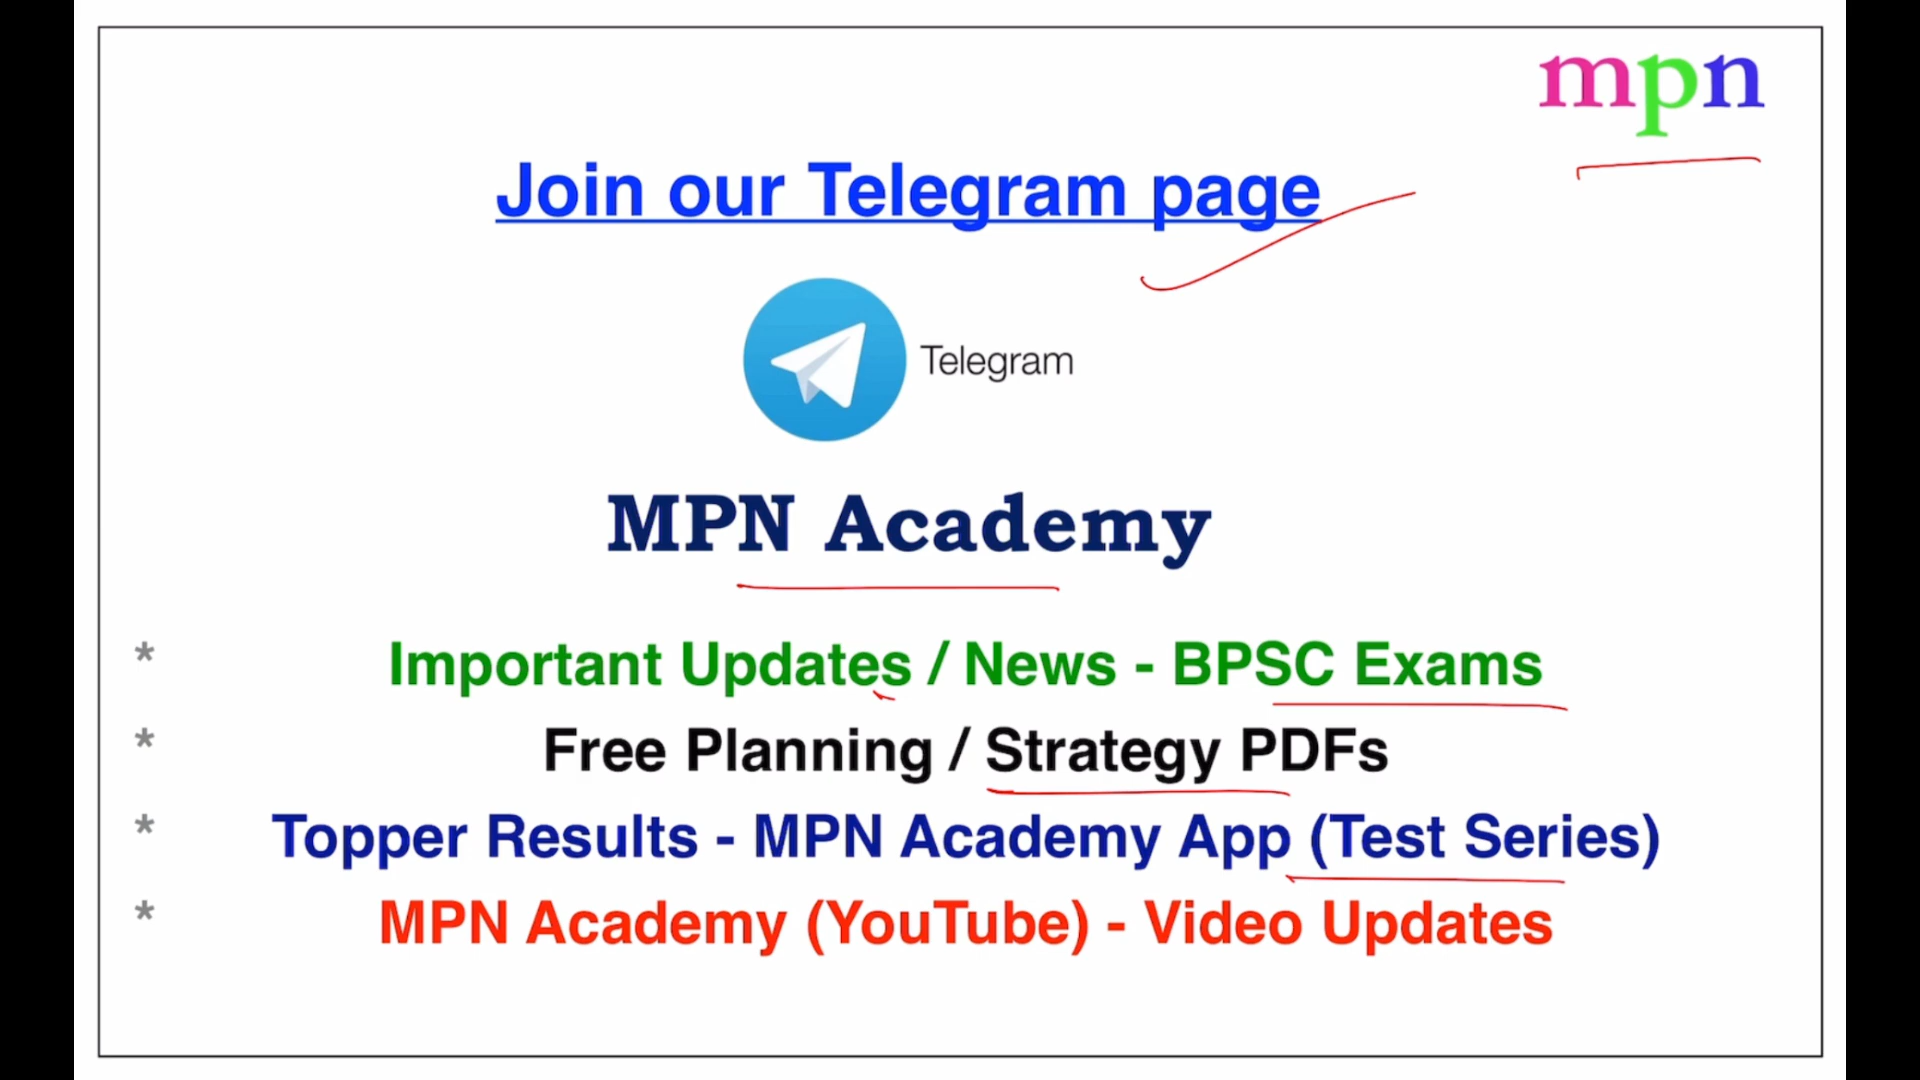 mpn
Join our Telegram page
Telegram
MPN Academy
* Important Updates / News - BPSC Exams
* Free Planning / Strategy PDFs
* Topper Results - MPN Academy App (Test Series)
* MPN Academy (YouTube) - Video Updates